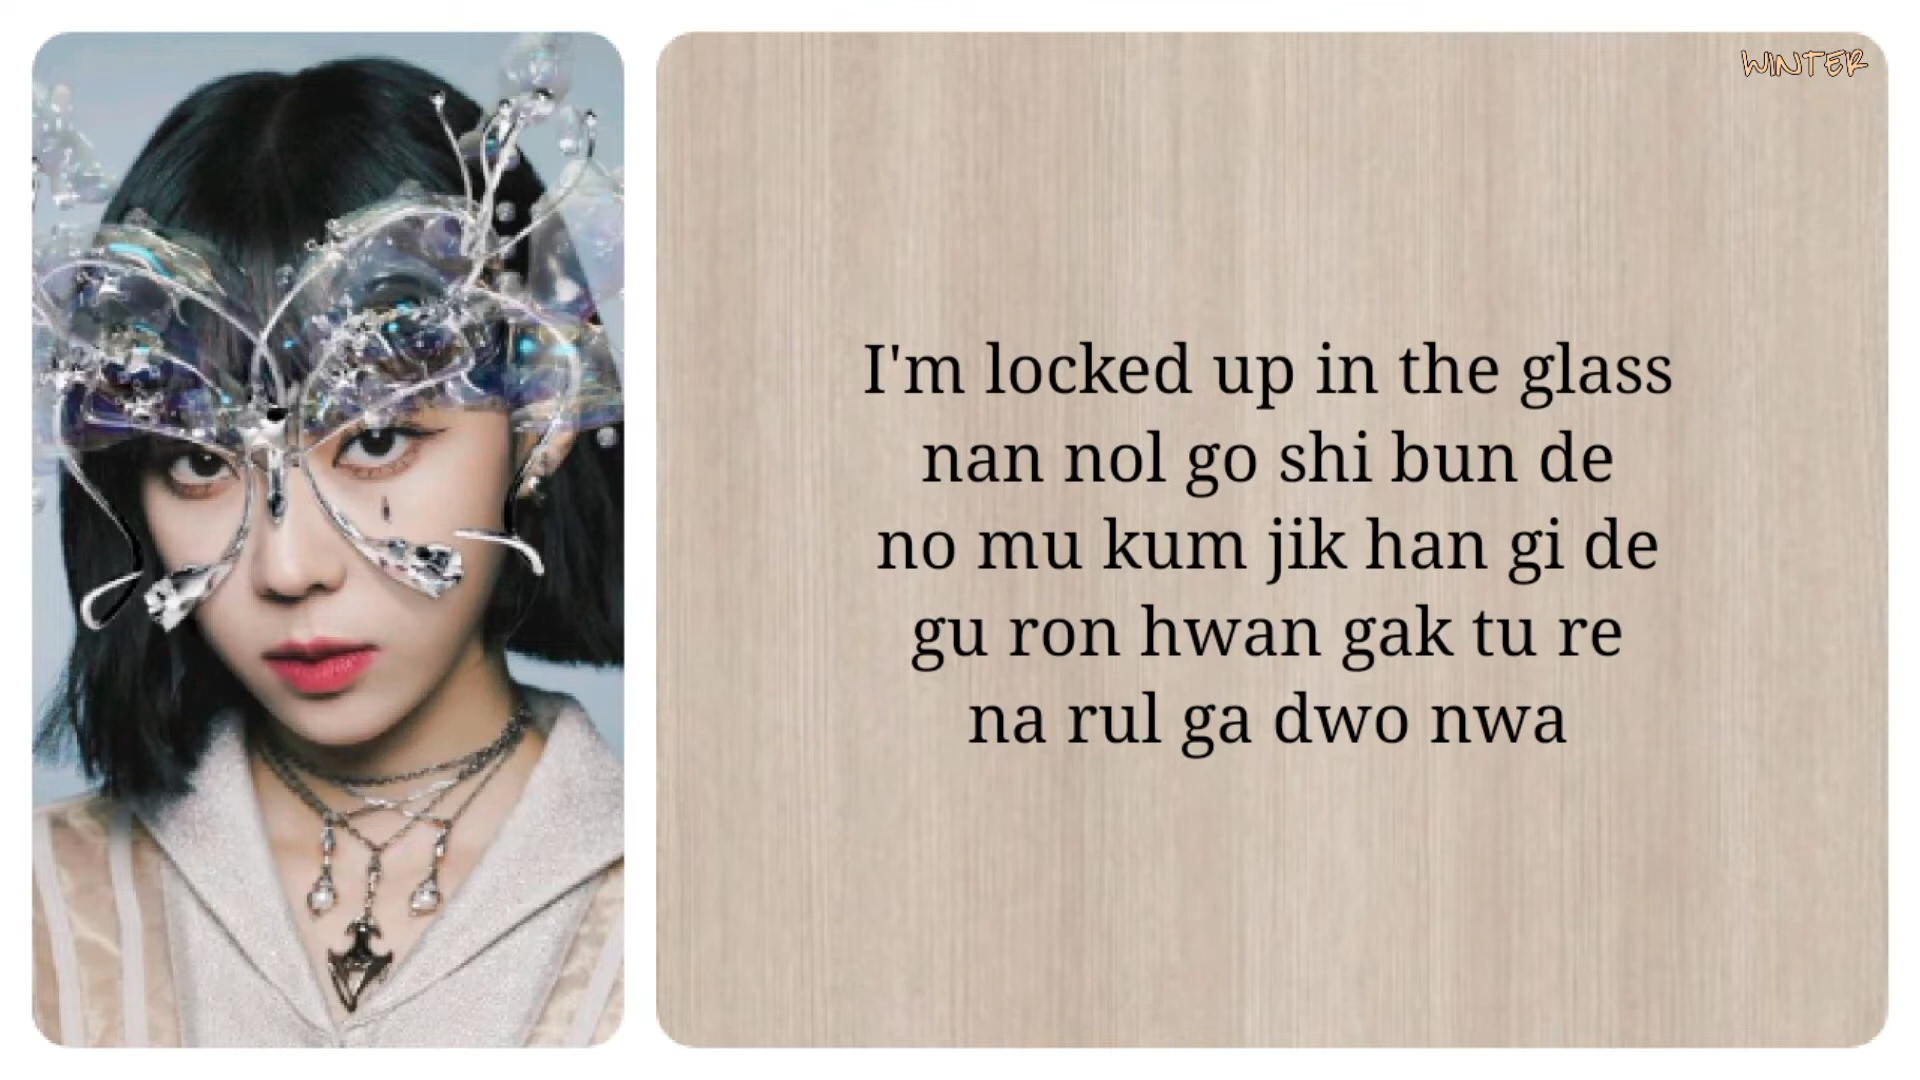 WINTER
I'm locked up in the glass
nan nol go shi bun de
no mu kum jik han gi de
gu ron hwan gak tu re
na rul ga dwo nwa